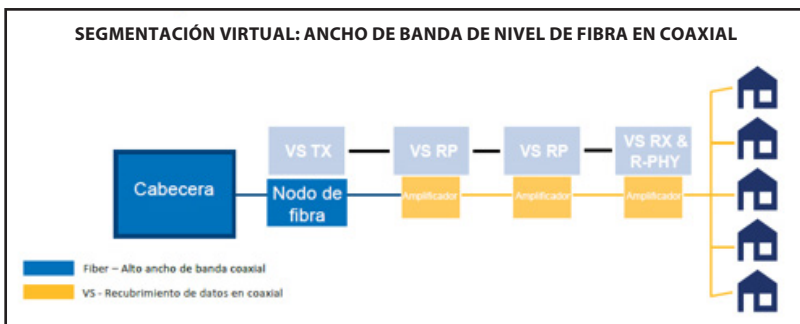 SEGMENTACIÓN VIRTUAL: ANCHO DE BANDA DE NIVEL DE FIBRA EN COAXIAL
VS TX
VS RP
VS RP
VS RX &
R-PHY
Cabecera
Nodo de
fibra
Amplificador
Amplificador
Amplificador
Fiber – Alto ancho de banda coaxial
VS - Recubrimiento de datos en coaxial